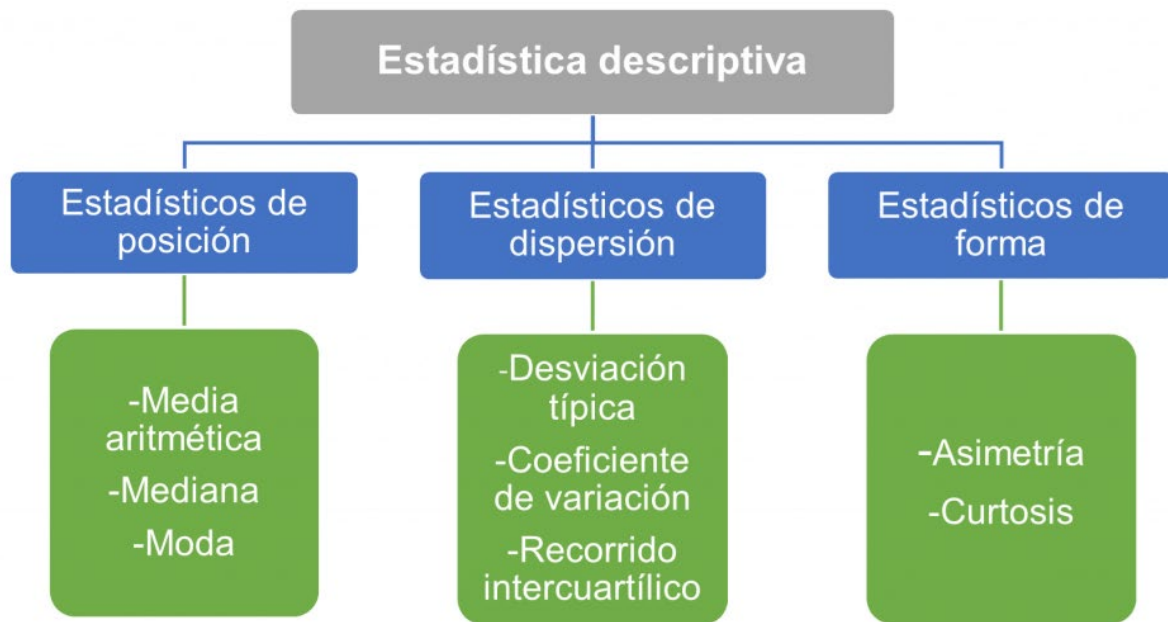 Estadística descriptiva
Estadísticos de
posición
Estadísticos de
dispersión
Estadísticos de
forma
-Media
aritmética
-Mediana
-Moda
-Desviación
típica
-Coeficiente
de variación
-Recorrido
intercuartílico
-Asimetría
-Curtosis